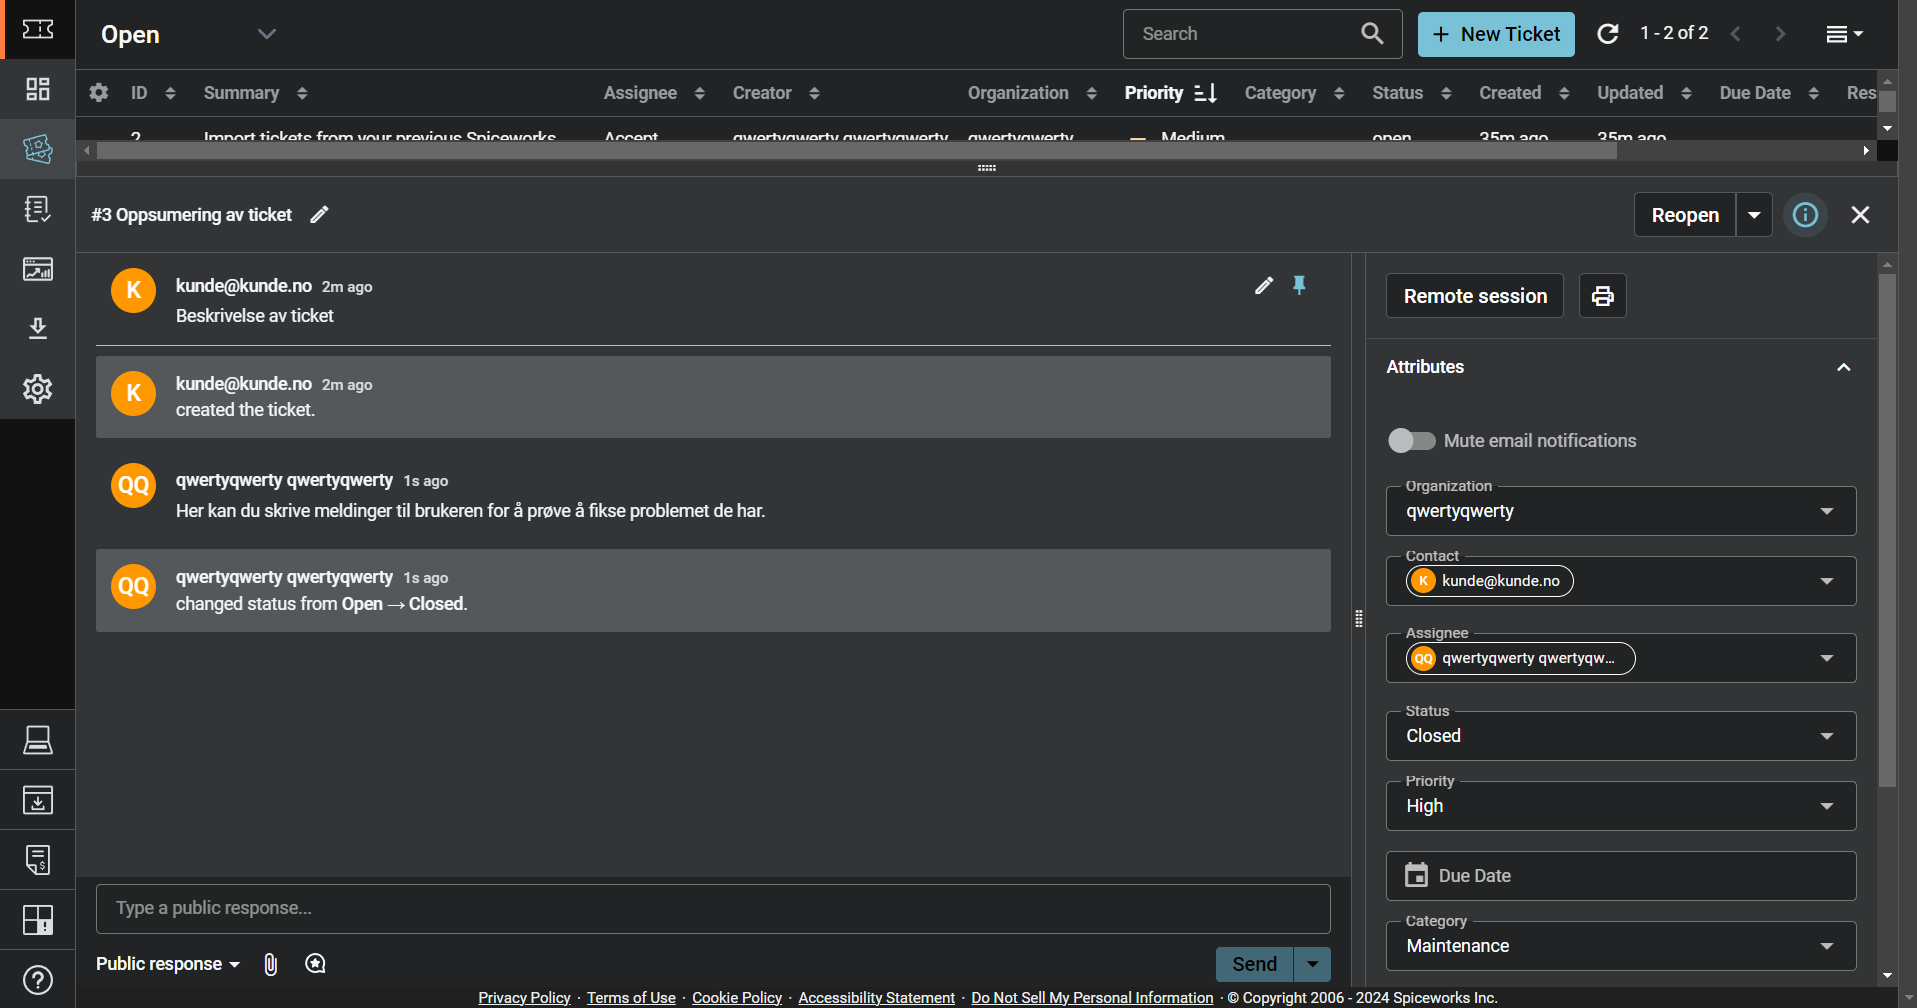 Open
Search
+ New Ticket
1 - 2 of 2
ID Summary Assignee Creator Organization Priority Category Status Created Updated Due Date Res
2 Import tickets from your previous Spiceworks Accept qwertyqwerty qwertyqwerty qwertyqwerty Medium open 35m ago 35m ago
#3 Oppsumering av ticket
Reopen
K
kunde@kunde.no 2m ago
Beskrivelse av ticket
K
kunde@kunde.no 2m ago
created the ticket.
QQ
qwertyqwerty qwertyqwerty 1s ago
Her kan du skrive meldinger til brukeren for å prøve å fikse problemet de har.
QQ
qwertyqwerty qwertyqwerty 1s ago
changed status from Open → Closed.
Type a public response...
Public response
Send
Remote session
Attributes
Mute email notifications
Organization
qwertyqwerty
Contact
K kunde@kunde.no
Assignee
QQ qwertyqwerty qwertyqw...
Status
Closed
Priority
High
Due Date
Category
Maintenance
Privacy Policy · Terms of Use · Cookie Policy · Accessibility Statement · Do Not Sell My Personal Information · © Copyright 2006 - 2024 Spiceworks Inc.